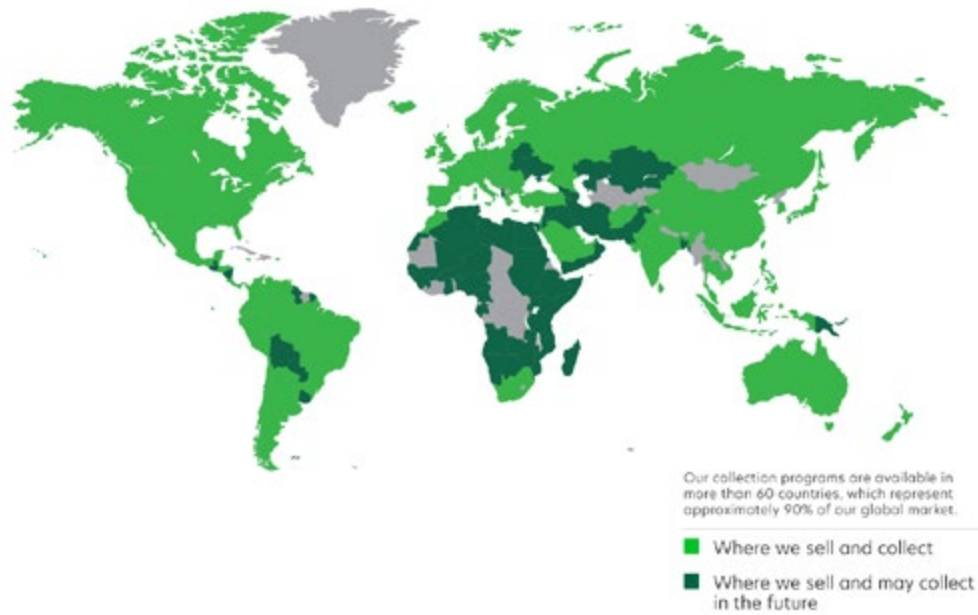 Our collection programs are available in
more than 60 countries, which represent
approximately 90% of our global market.
Where we sell and collect
Where we sell and may collect
in the future